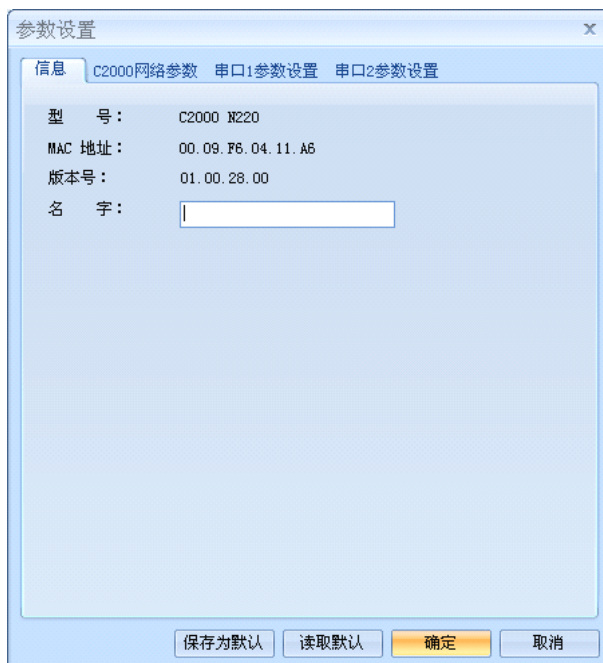 参数设置
信息 C2000网络参数 串口1参数设置 串口2参数设置
型 号： C2000 N220
MAC 地址： 00.09.F6.04.11.A6
版本号： 01.00.28.00
名 字：
保存为默认 读取默认 确定 取消